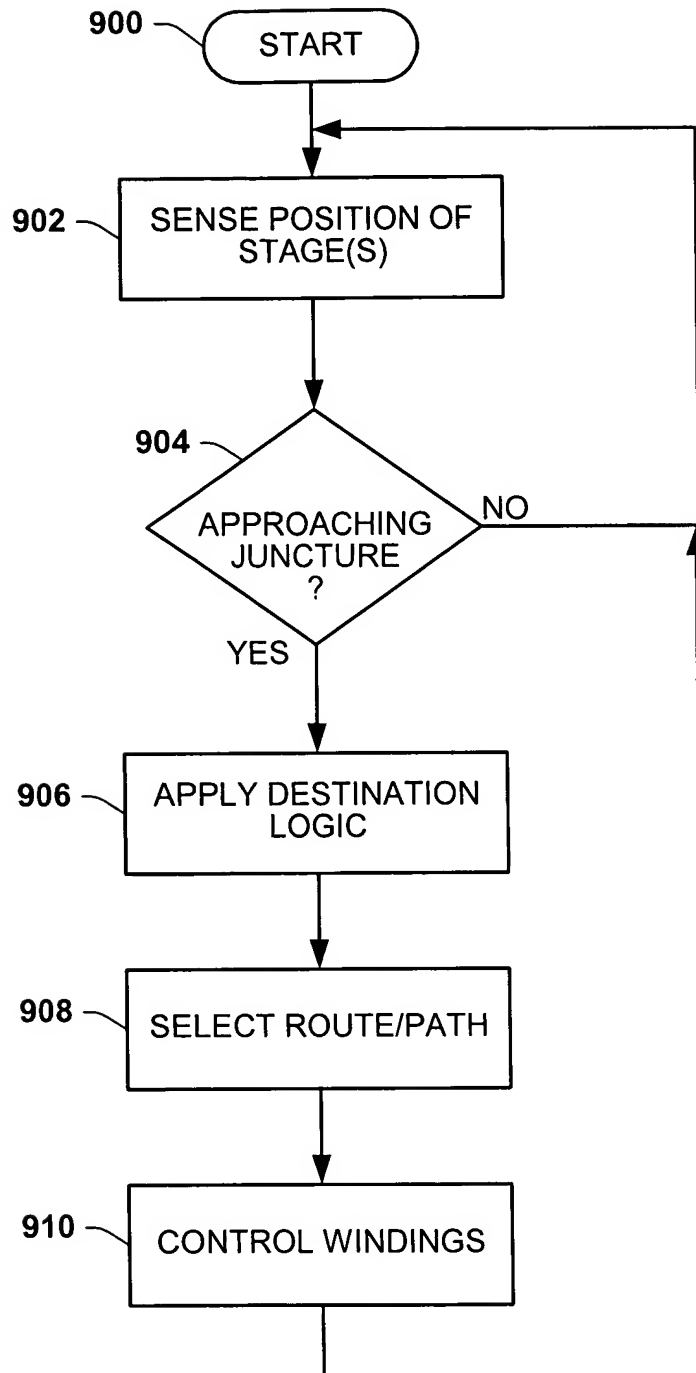 900
START
902
SENSE POSITION OF
STAGE(S)
904
APPROACHING
JUNCTURE
?
NO
YES
906
APPLY DESTINATION
LOGIC
908
SELECT ROUTE/PATH
910
CONTROL WINDINGS